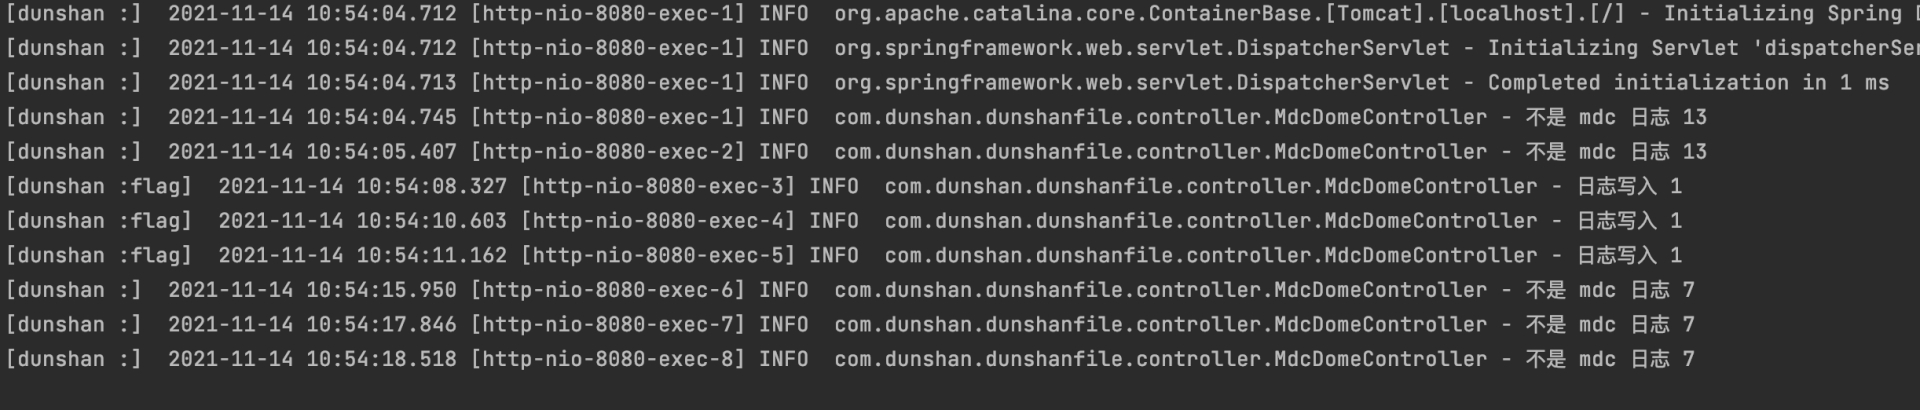 [dunshan :]  2021-11-14 10:54:04.712 [http-nio-8080-exec-1] INFO  org.apache.catalina.core.ContainerBase.[Tomcat].[localhost].[/] - Initializing Spring
[dunshan :]  2021-11-14 10:54:04.712 [http-nio-8080-exec-1] INFO  org.springframework.web.servlet.DispatcherServlet - Initializing Servlet 'dispatcherSer
[dunshan :]  2021-11-14 10:54:04.713 [http-nio-8080-exec-1] INFO  org.springframework.web.servlet.DispatcherServlet - Completed initialization in 1 ms
[dunshan :]  2021-11-14 10:54:04.745 [http-nio-8080-exec-1] INFO  com.dunshan.dunshanfile.controller.MdcDomeController - 不是 mdc 日志 13
[dunshan :]  2021-11-14 10:54:05.407 [http-nio-8080-exec-2] INFO  com.dunshan.dunshanfile.controller.MdcDomeController - 不是 mdc 日志 13
[dunshan :flag]  2021-11-14 10:54:08.327 [http-nio-8080-exec-3] INFO  com.dunshan.dunshanfile.controller.MdcDomeController - 日志写入 1
[dunshan :flag]  2021-11-14 10:54:10.603 [http-nio-8080-exec-4] INFO  com.dunshan.dunshanfile.controller.MdcDomeController - 日志写入 1
[dunshan :flag]  2021-11-14 10:54:11.162 [http-nio-8080-exec-5] INFO  com.dunshan.dunshanfile.controller.MdcDomeController - 日志写入 1
[dunshan :]  2021-11-14 10:54:15.950 [http-nio-8080-exec-6] INFO  com.dunshan.dunshanfile.controller.MdcDomeController - 不是 mdc 日志 7
[dunshan :]  2021-11-14 10:54:17.846 [http-nio-8080-exec-7] INFO  com.dunshan.dunshanfile.controller.MdcDomeController - 不是 mdc 日志 7
[dunshan :]  2021-11-14 10:54:18.518 [http-nio-8080-exec-8] INFO  com.dunshan.dunshanfile.controller.MdcDomeController - 不是 mdc 日志 7